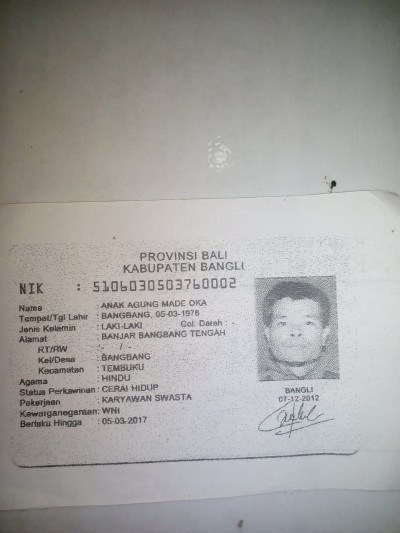 PROVINSI BALI
KABUPATEN BANGLI
NIK : 5106030503760002
Nama : ANAK AGUNG MADE OKA
Tempat/Tgl Lahir : BANGBANG, 05-03-1976
Jenis Kelamin : LAKI-LAKI Gol. Darah : -
Alamat : BANJAR BANGBANG TENGAH
RT/RW : - / -
Kel/Desa : BANGBANG
Kecamatan : TEMBUKU
Agama : HINDU
Status Perkawinan : CERAI HIDUP
Pekerjaan : KARYAWAN SWASTA
Kewarganegaraan : WNI
Berlaku Hingga : 05-03-2017
BANGLI
07-12-2012